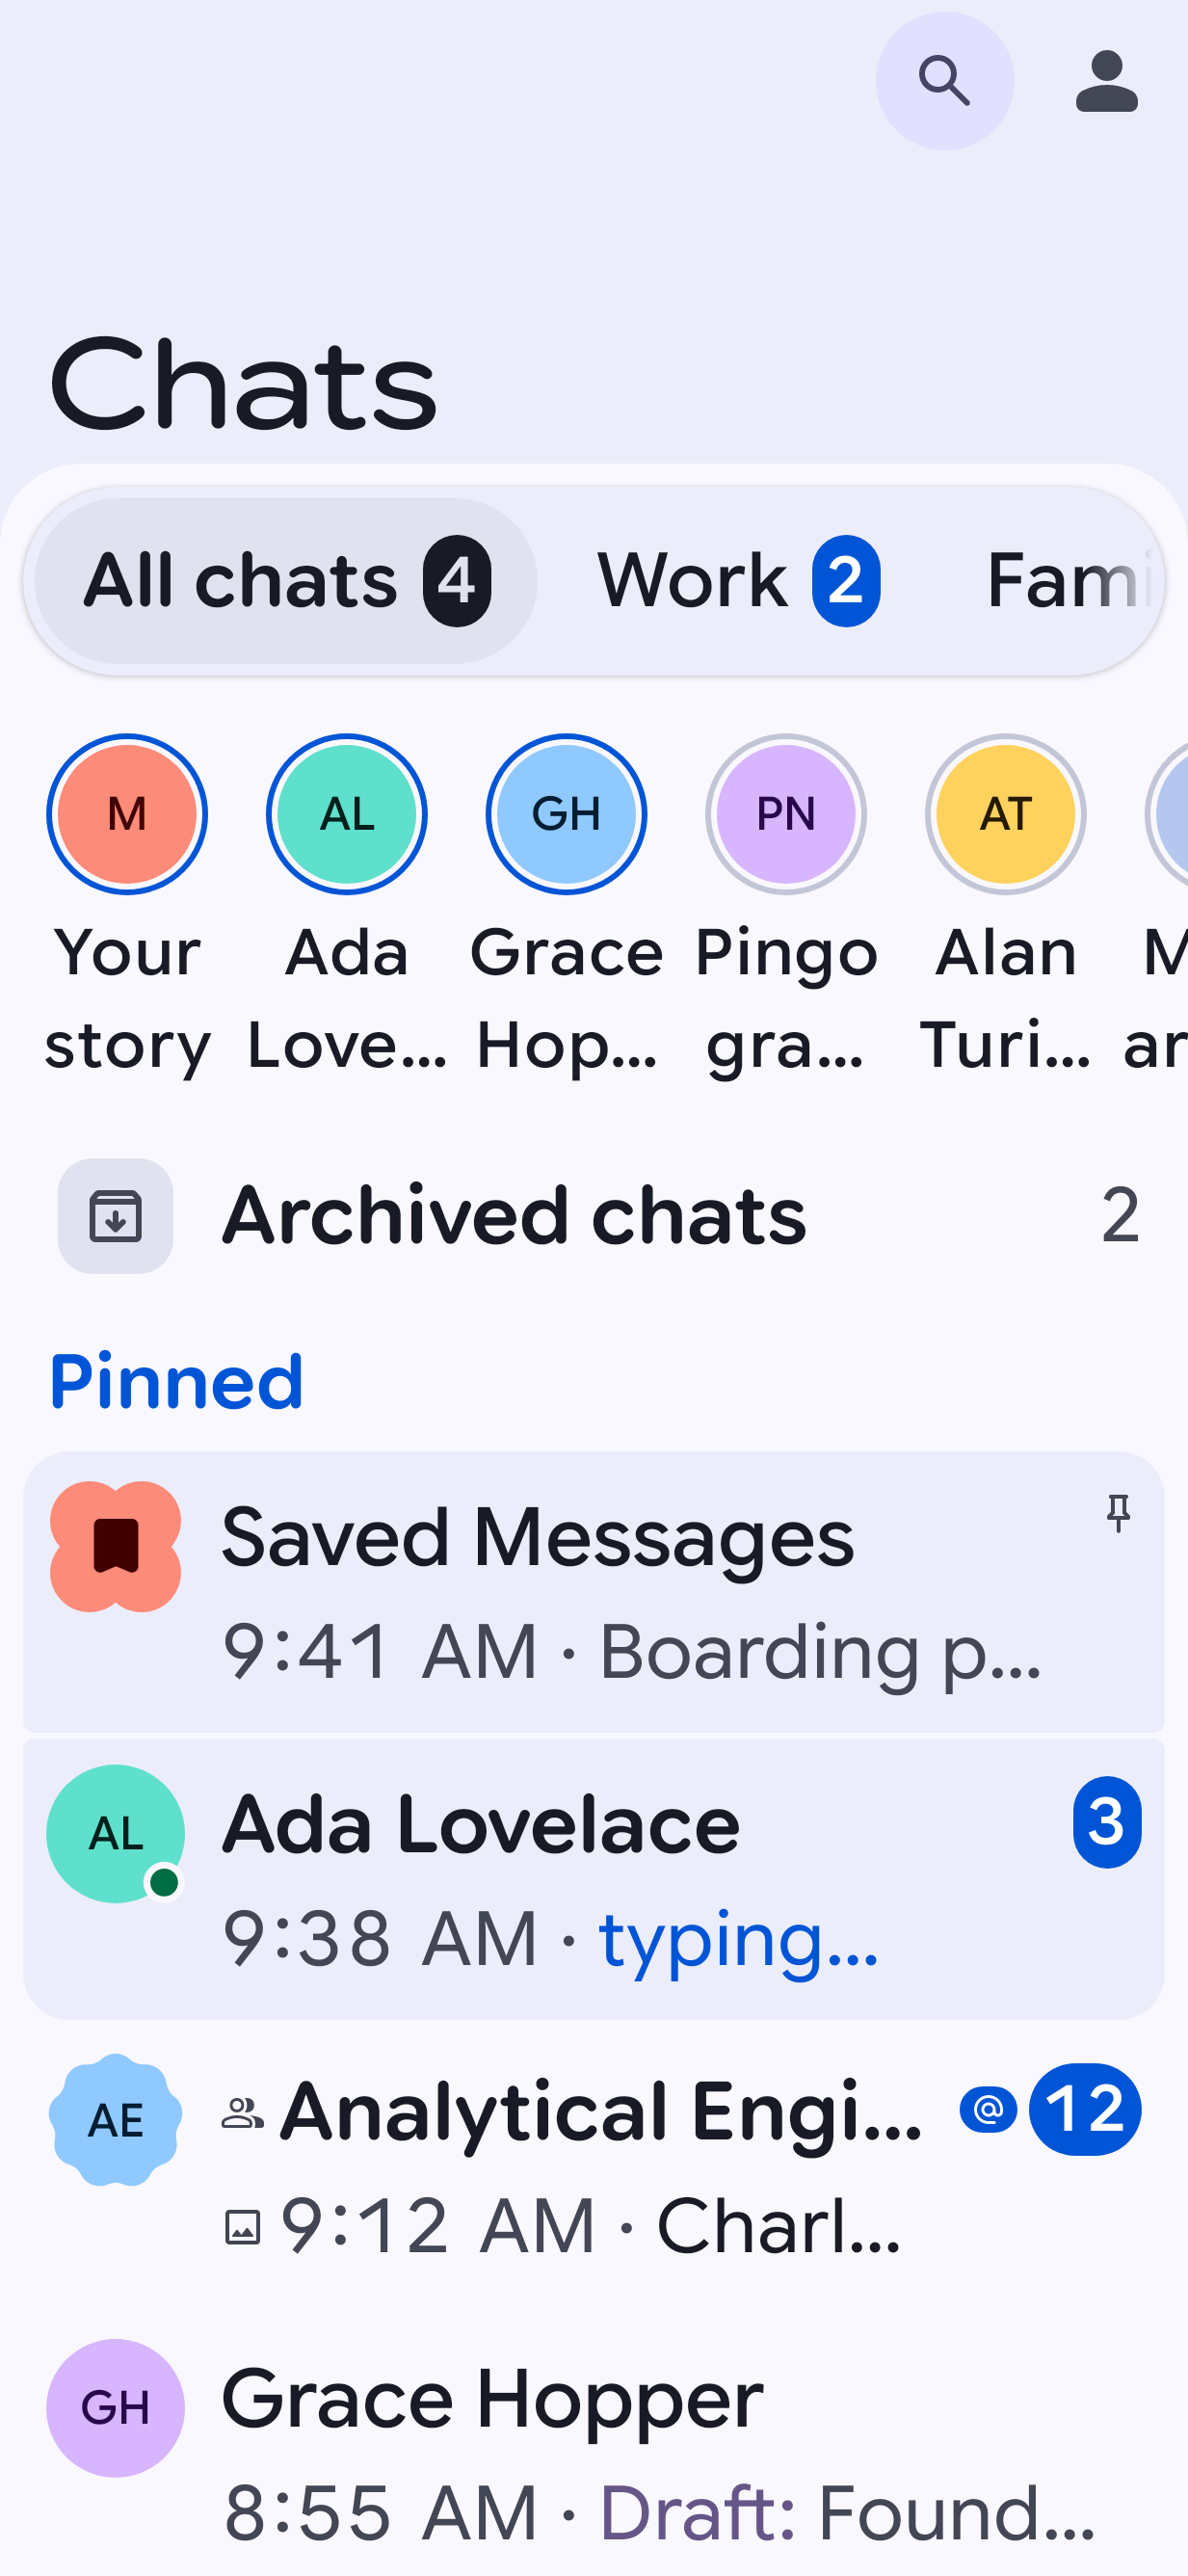 Chats
All chats 4 Work 2 Fami
M AL GH PN AT
Your story
Ada Love...
Grace Hop...
Pingo gra...
Alan Turi...
Archived chats 2
Pinned
Saved Messages
9:41 AM · Boarding p...
AL Ada Lovelace 3
9:38 AM · typing...
AE Analytical Engi... @ 12
9:12 AM · Charl...
GH Grace Hopper
8:55 AM · Draft: Found...